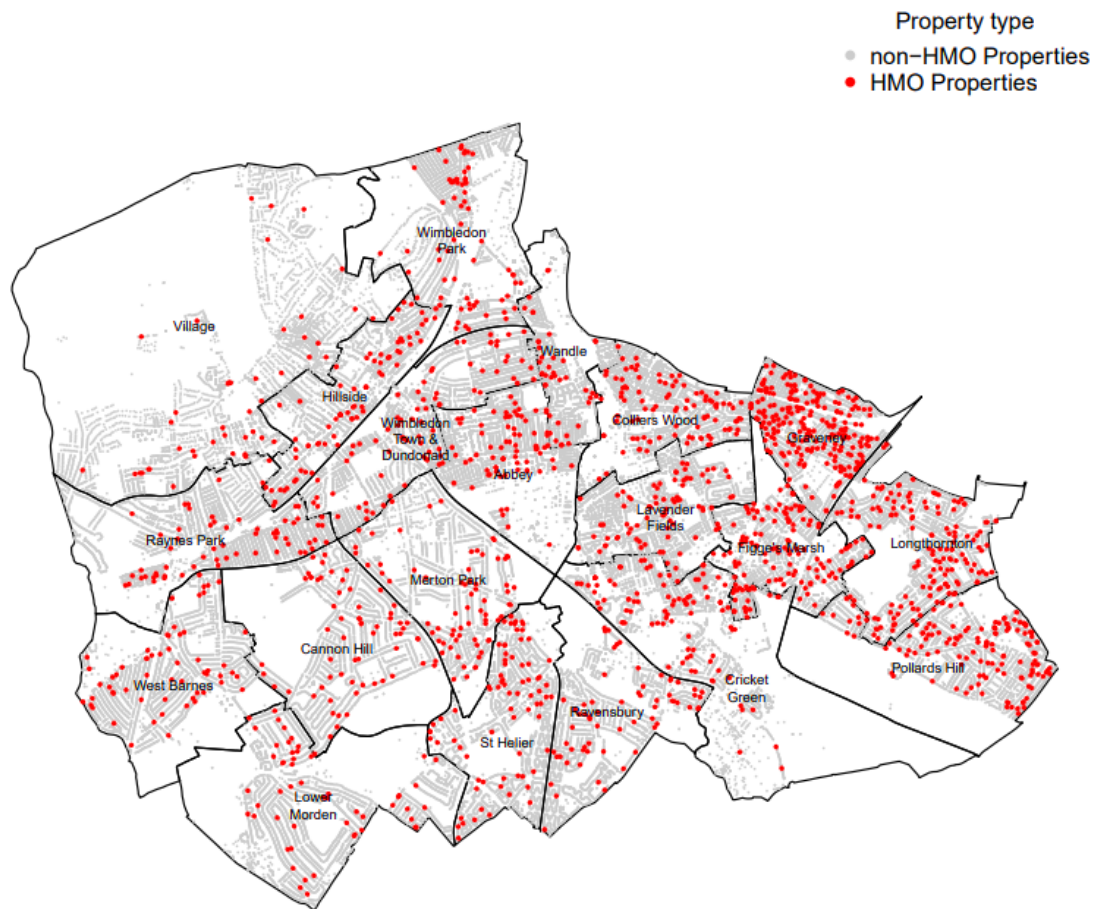 Property type
non−HMO Properties
HMO Properties
Wimbledon
Park
Village
Wandle
Hillside
Colliers Wood
Wimbledon
Town &
Dundonald
Graveney
Abbey
Lavender
Fields
Raynes Park
Figge's Marsh
Longthornton
Merton Park
Cannon Hill
Pollards Hill
West Barnes
Cricket
Green
Ravensbury
St Helier
Lower
Morden